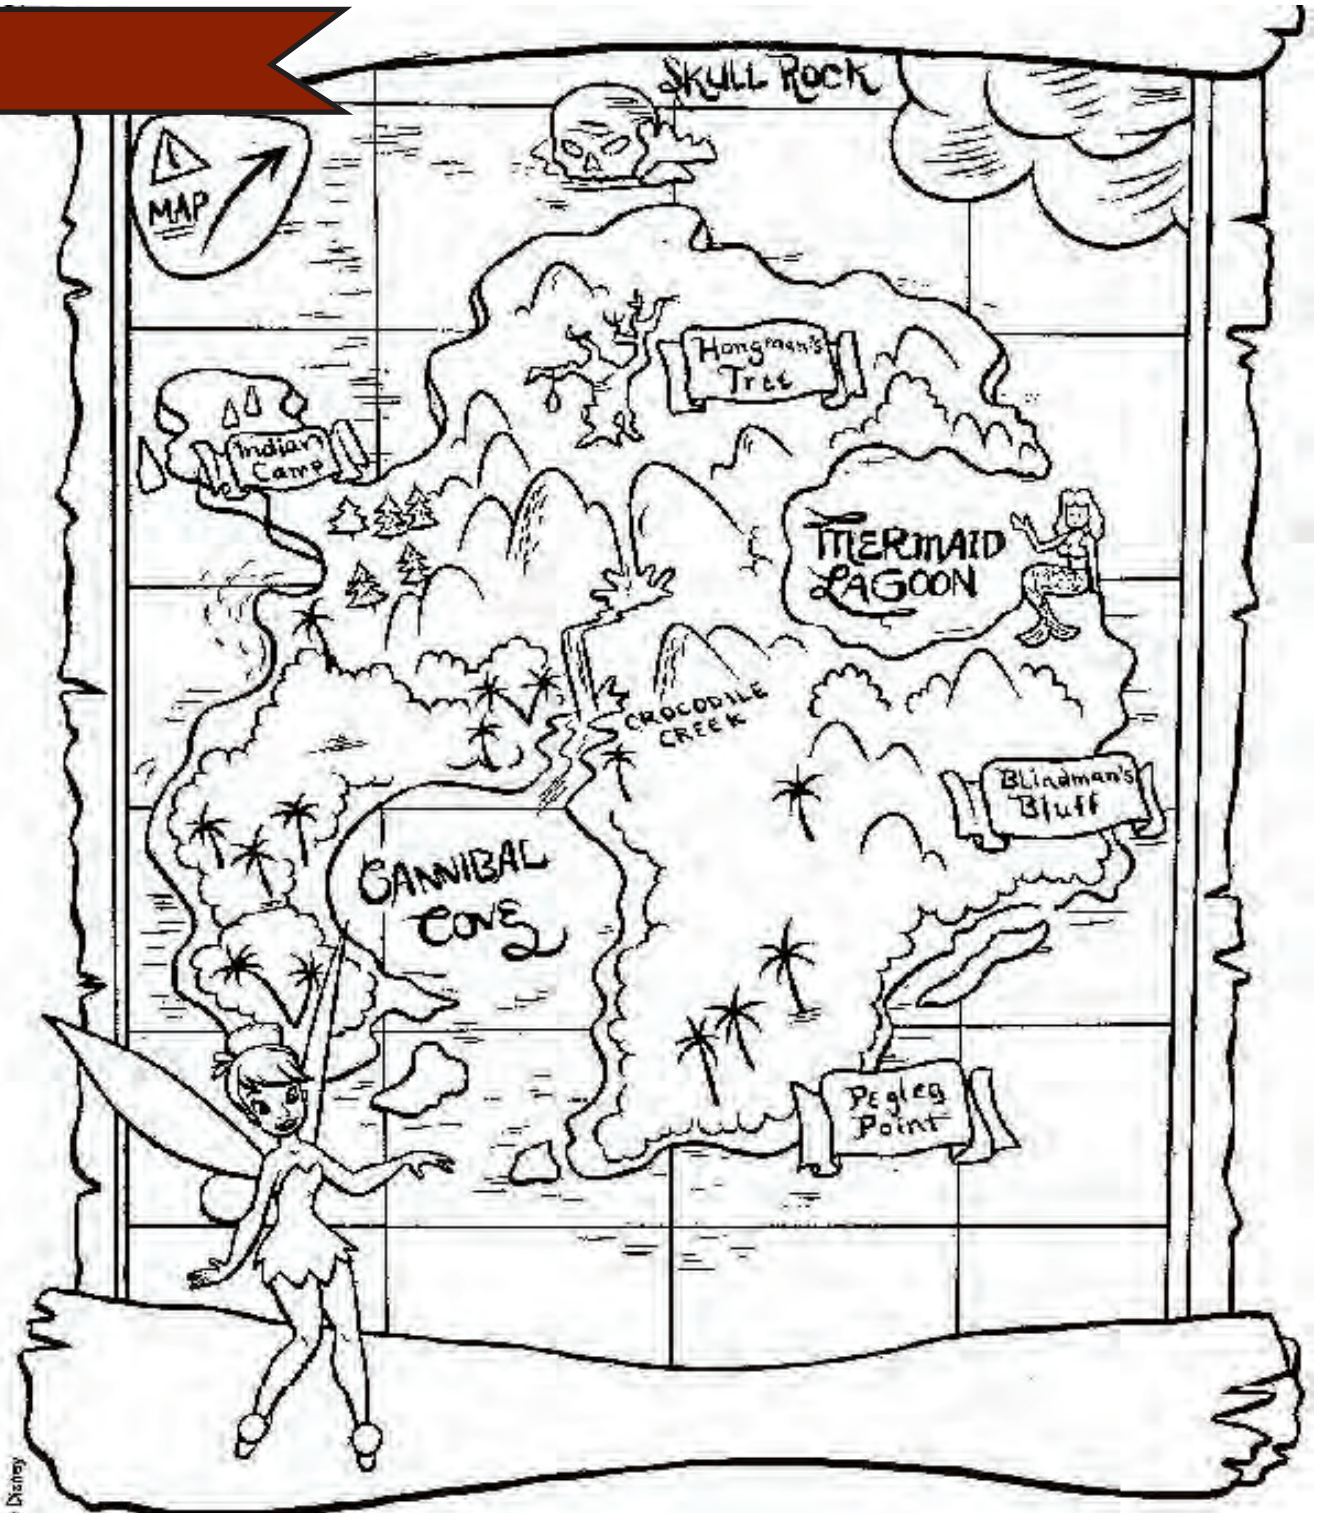 SKULL ROCK
MAP
Hangman's
Tree
Indian
Camp
MERMAID
LAGOON
CROCODILE
CREEK
BLindman's
Bluff
CANNIBAL
COVE
Pegleg
Point
© Disney